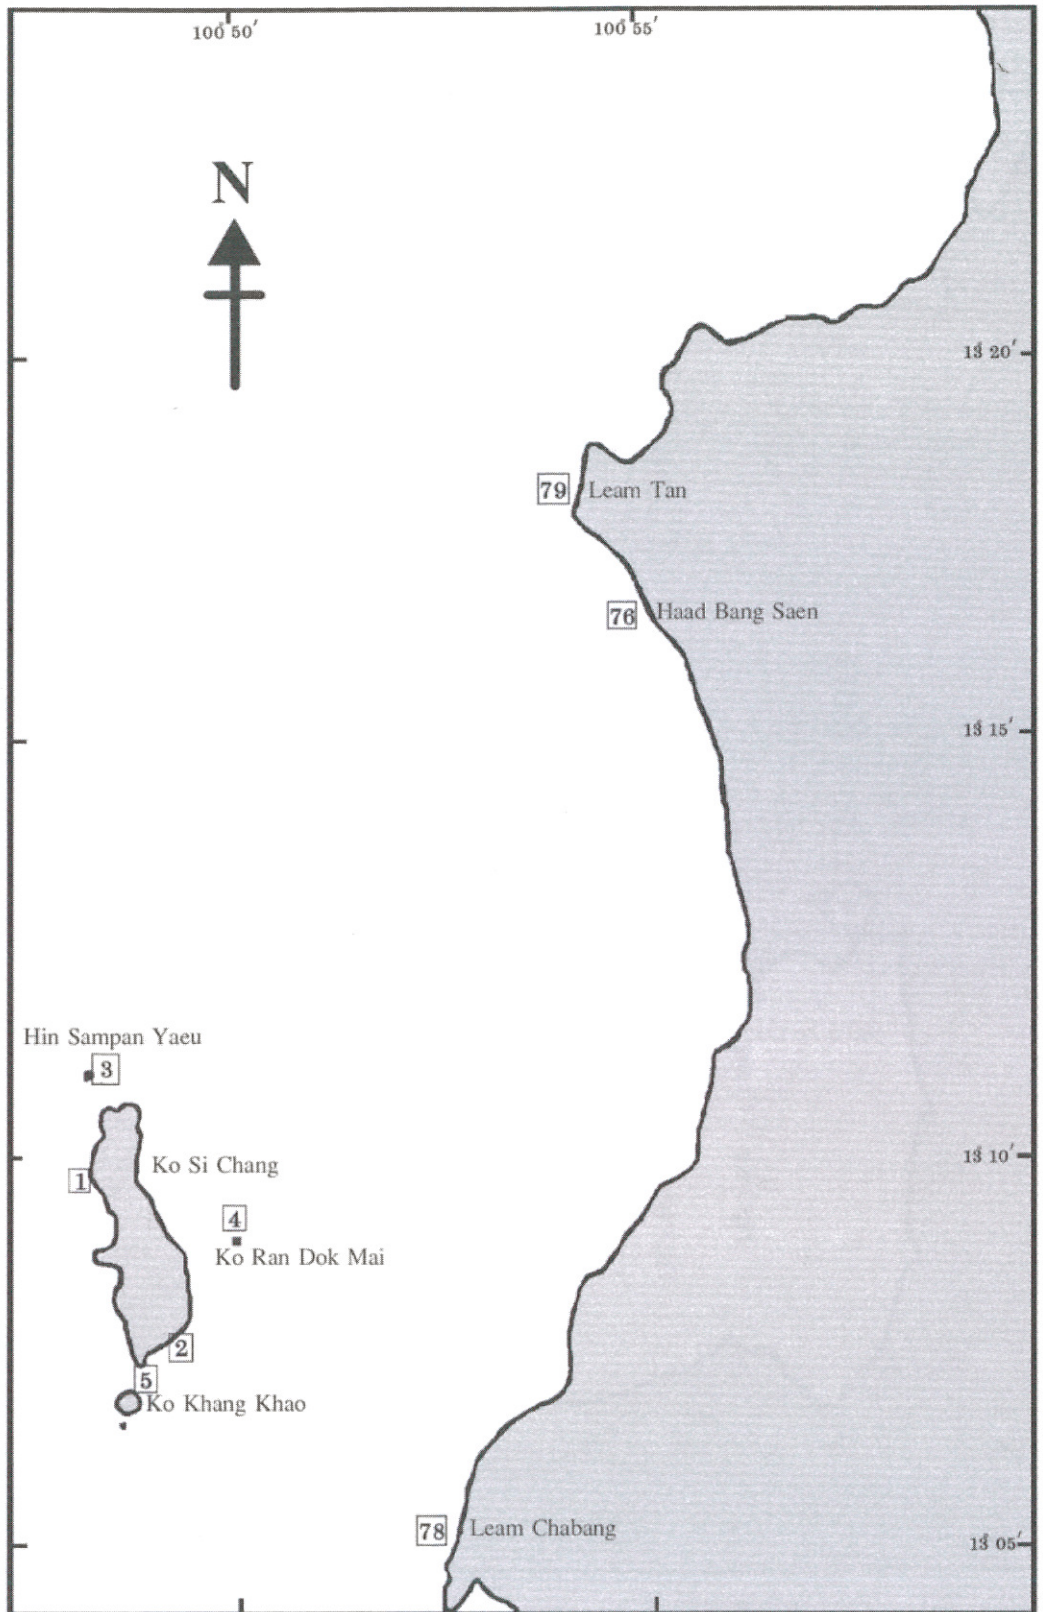 100° 50′
100° 55′
N
13° 20′
79 Leam Tan
76 Haad Bang Saen
13° 15′
Hin Sampan Yaeu
3
Ko Si Chang
13° 10′
1
4
Ko Ran Dok Mai
2
5
Ko Khang Khao
78 Leam Chabang
13° 05′